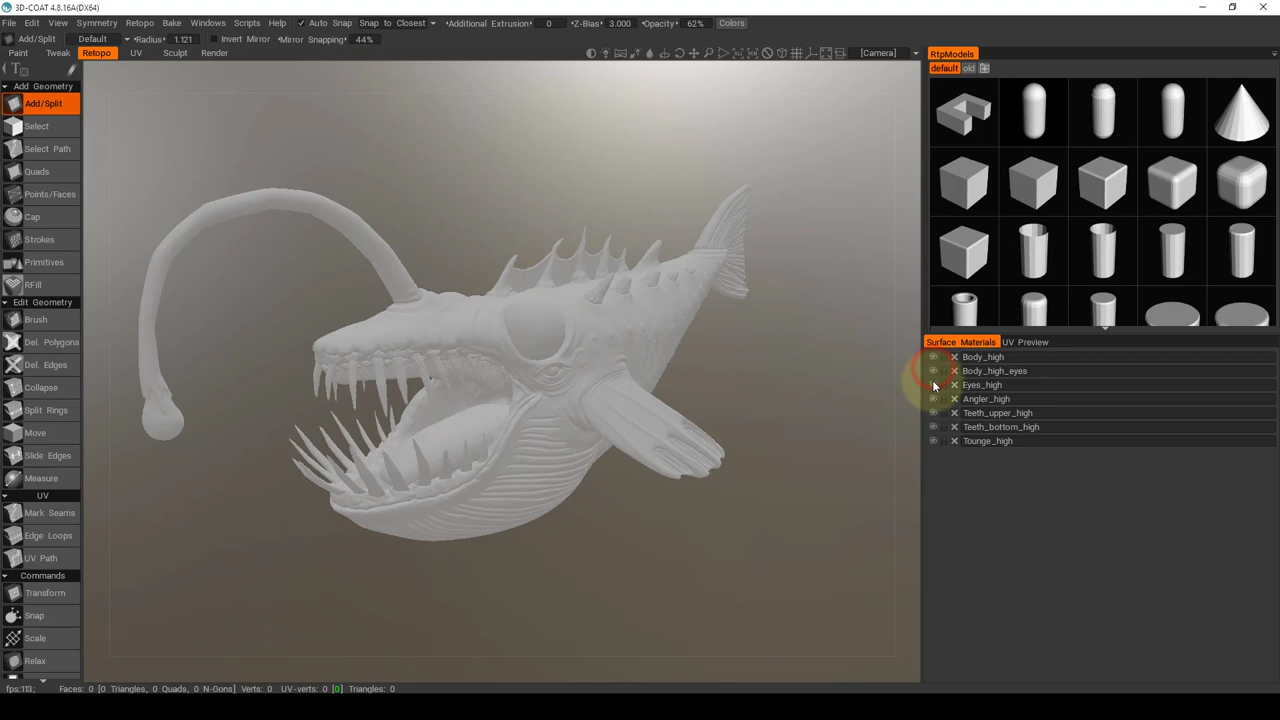 3D-COAT 4.8.16A(DX64)
File Edit View Symmetry Retopo Bake Windows Scripts Help Auto Snap Snap to Closest Additional Extrusion 0 Z-Bias 3.000 Opacity 62% Colors
Add/Split Default Radius 1.121 Invert Mirror Mirror Snapping 44%
Paint Tweak Retopo UV Sculpt Render [Camera] RtpModels
default old
Add Geometry
Add/Split
Select
Select Path
Quads
Points/Faces
Cap
Strokes
Primitives
RFill
Edit Geometry
Brush
Del. Polygons
Del. Edges
Collapse
Split Rings
Move
Slide Edges
Measure
UV
Mark Seams
Edge Loops
UV Path
Commands
Transform
Snap
Scale
Relax
Surface Materials UV Preview
Body_high
Body_high_eyes
Eyes_high
Angler_high
Teeth_upper_high
Teeth_bottom_high
Tounge_high
fps:113; Faces: 0 [0 Triangles, 0 Quads, 0 N-Gons] Verts: 0 UV-verts: 0 [0] Triangles: 0